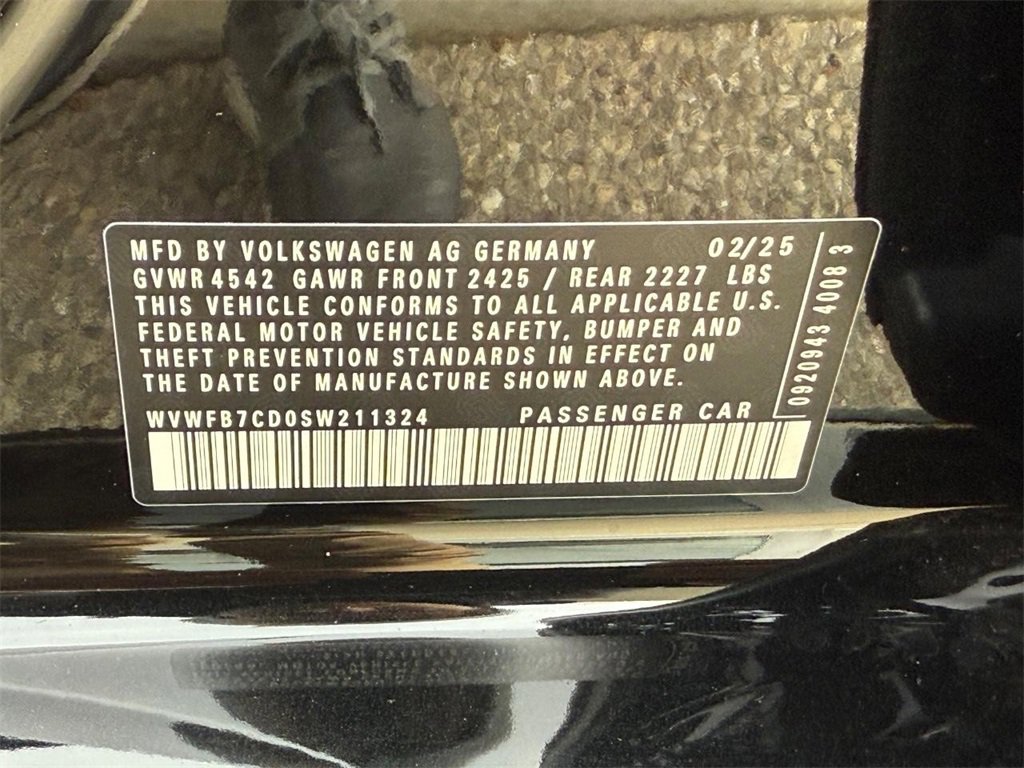 MFD BY VOLKSWAGEN AG GERMANY 02/25
GVWR 4542 GAWR FRONT 2425 / REAR 2227 LBS
THIS VEHICLE CONFORMS TO ALL APPLICABLE U.S.
FEDERAL MOTOR VEHICLE SAFETY, BUMPER AND
THEFT PREVENTION STANDARDS IN EFFECT ON
THE DATE OF MANUFACTURE SHOWN ABOVE.
WVWFB7CD0SW211324 PASSENGER CAR
0920943 4008 3